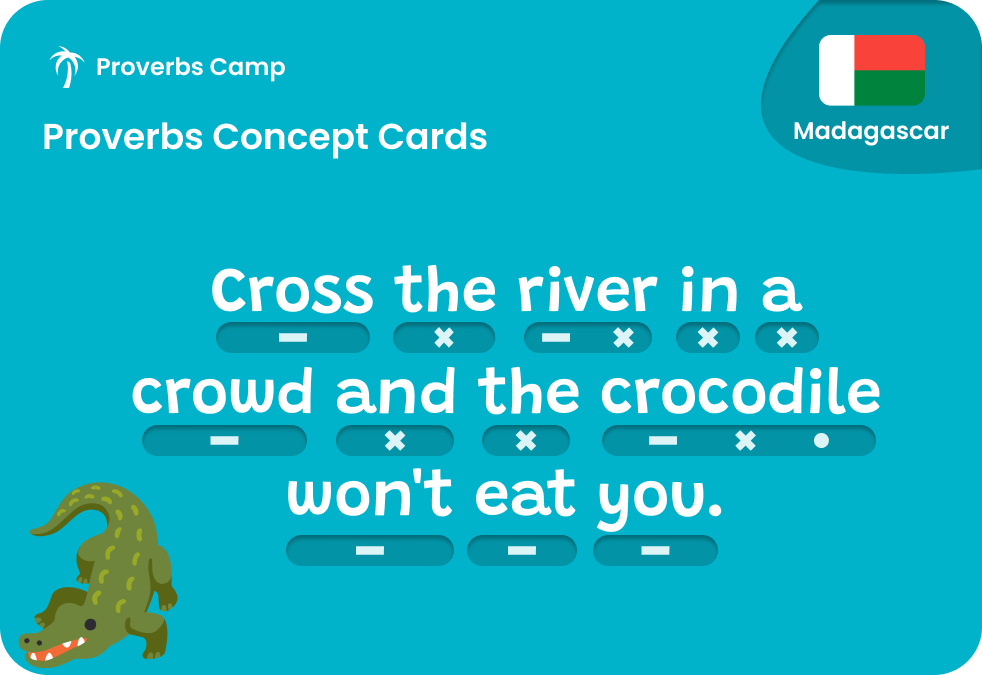 Proverbs Camp
Madagascar
Proverbs Concept Cards
Cross the river in a
crowd and the crocodile
won't eat you.